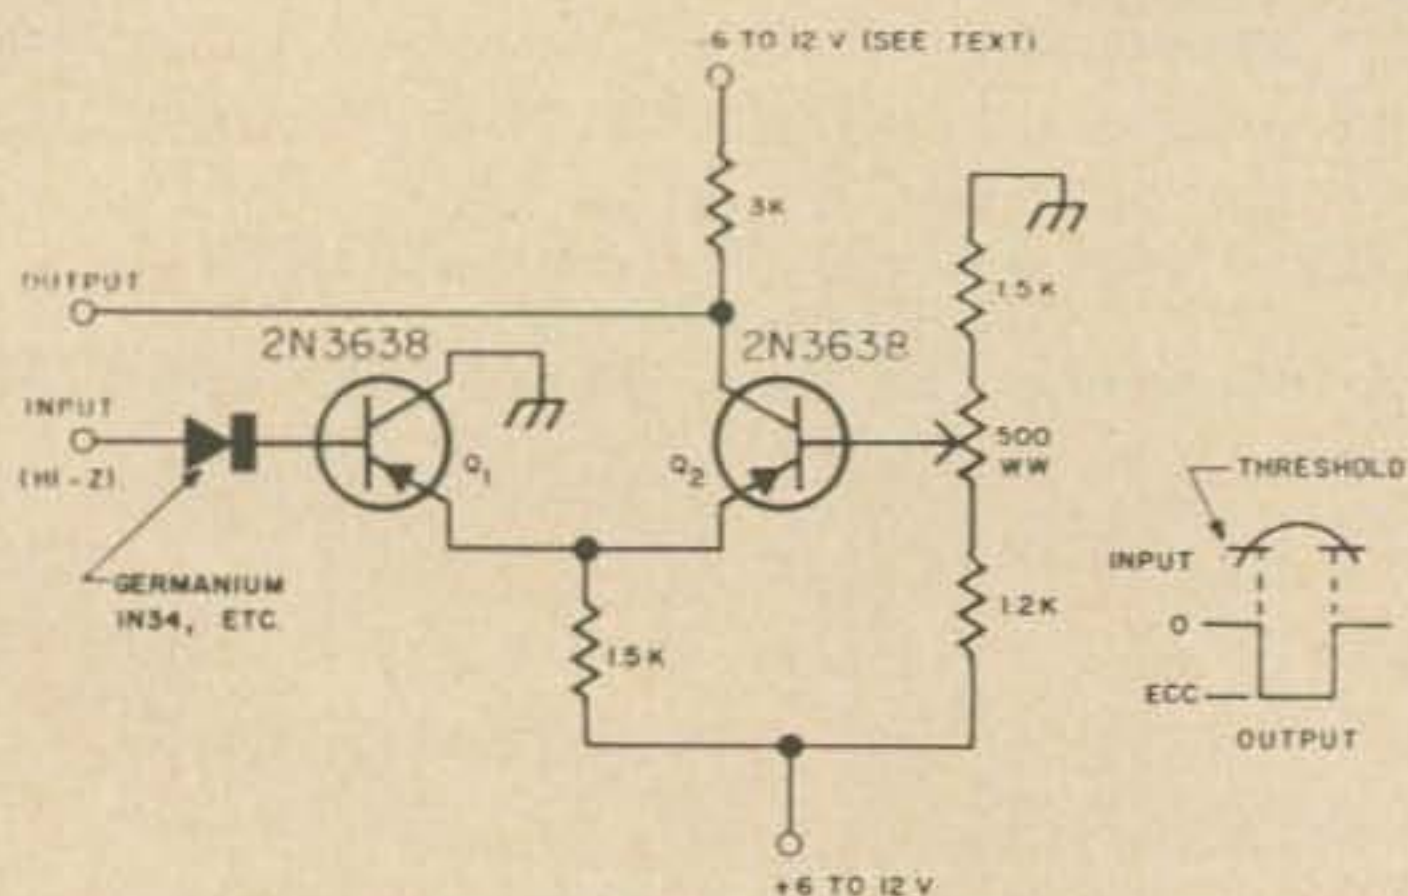 -6 TO 12 V (SEE TEXT)
3K
1.5K
OUTPUT
2N3638
2N3638
INPUT
(HI-Z)
Q1
Q2
500
WW
THRESHOLD
GERMANIUM
IN34, ETC.
INPUT
1.2K
0
1.5K
ECC
OUTPUT
+6 TO 12 V